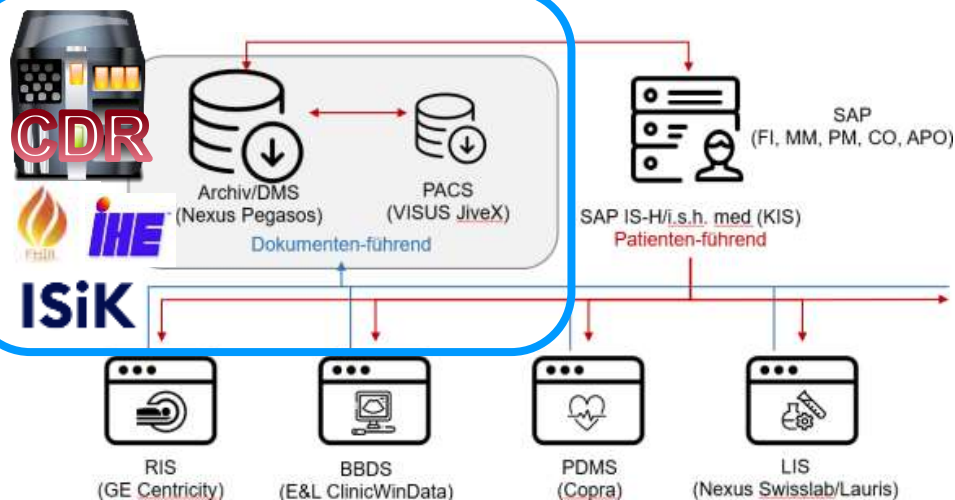 CDR
FHIR
IHE
ISiK
Archiv/DMS
(Nexus Pegasos)
PACS
(VISUS JiveX)
Dokumenten-führend
SAP
(FI, MM, PM, CO, APO)
SAP IS-H/i.s.h. med (KIS)
Patienten-führend
RIS
(GE Centricity)
BBDS
(E&L ClinicWinData)
PDMS
(Copra)
LIS
(Nexus Swisslab/Lauris)